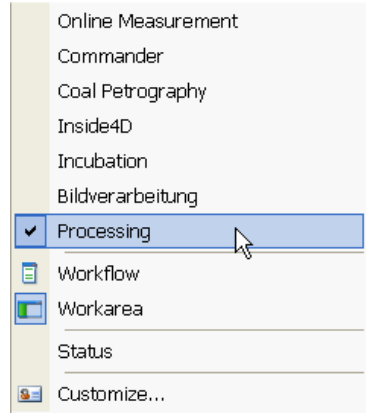 Online Measurement
Commander
Coal Petrography
Inside4D
Incubation
Bildverarbeitung
Processing
Workflow
Workarea
Status
Customize...